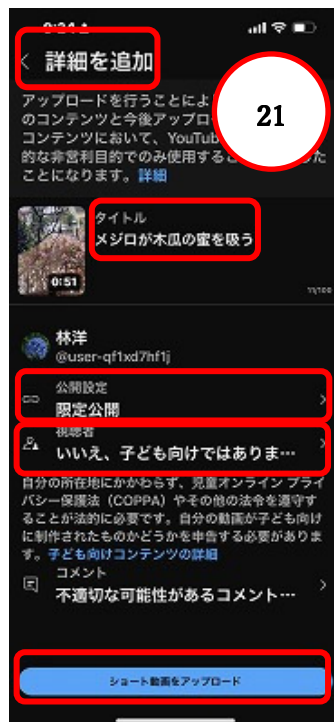 詳細を追加
21
アップロードを行うことによ
のコンテンツと今後アップロ
コンテンツにおいて、YouTub
的な非営利目的でのみ使用すると
ことになります。詳細
タイトル
メジロが木瓜の蜜を吸う
0:51
11/100
林洋
@user-qf1xd7hf1j
公開設定
限定公開
視聴者
いいえ、子ども向けではありま…
自分の所在地にかかわらず、児童オンライン プライ
バシー保護法（COPPA）やその他の法令を遵守す
ることが法的に必要です。自分の動画が子ども向け
に制作されたものかどうかを申告する必要がありま
す。子ども向けコンテンツの詳細
コメント
不適切な可能性があるコメント…
ショート動画をアップロード